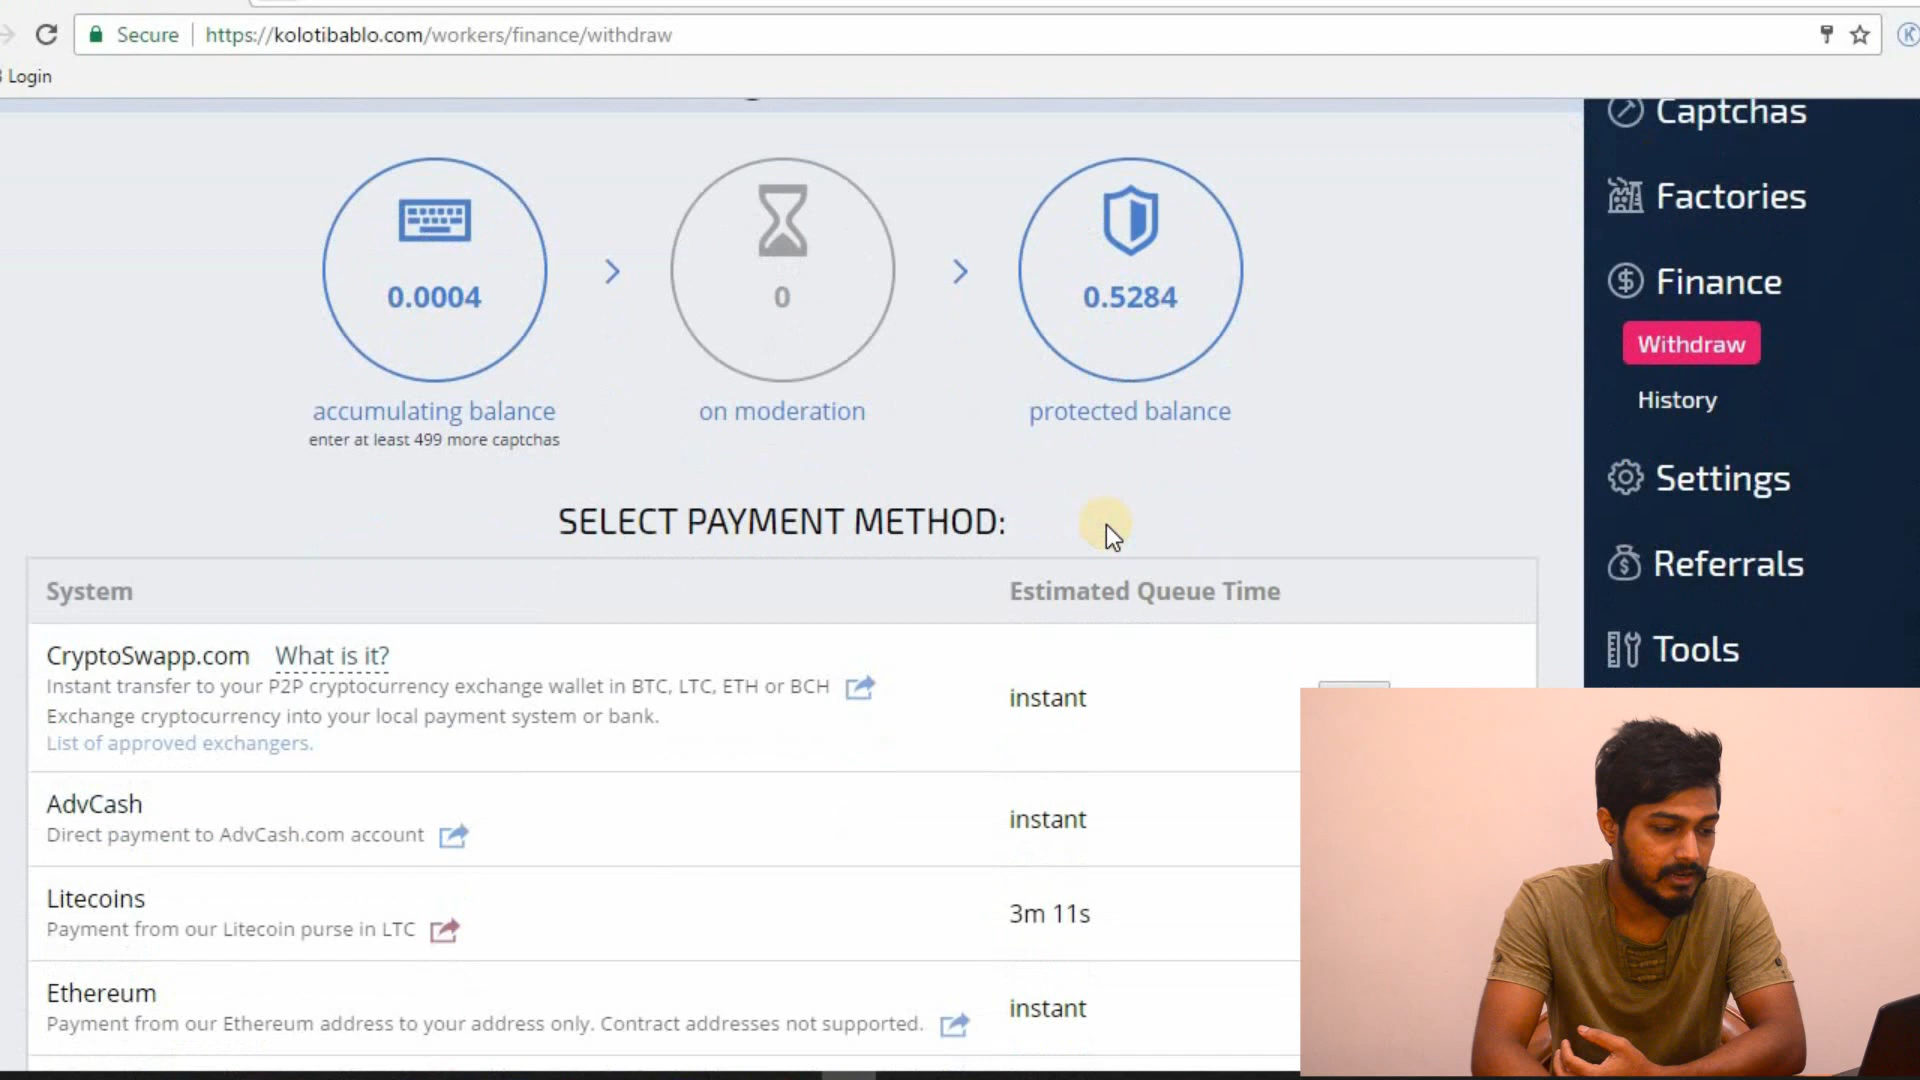 Secure https://kolotibablo.com/workers/finance/withdraw
Login
0.0004
0
0.5284
accumulating balance
enter at least 499 more captchas
on moderation
protected balance
SELECT PAYMENT METHOD:
System Estimated Queue Time
CryptoSwapp.com What is it?
Instant transfer to your P2P cryptocurrency exchange wallet in BTC, LTC, ETH or BCH
Exchange cryptocurrency into your local payment system or bank.
List of approved exchangers.
instant
AdvCash
Direct payment to AdvCash.com account
instant
Litecoins
Payment from our Litecoin purse in LTC
3m 11s
Ethereum
Payment from our Ethereum address to your address only. Contract addresses not supported.
instant
Captchas
Factories
Finance
Withdraw
History
Settings
Referrals
Tools